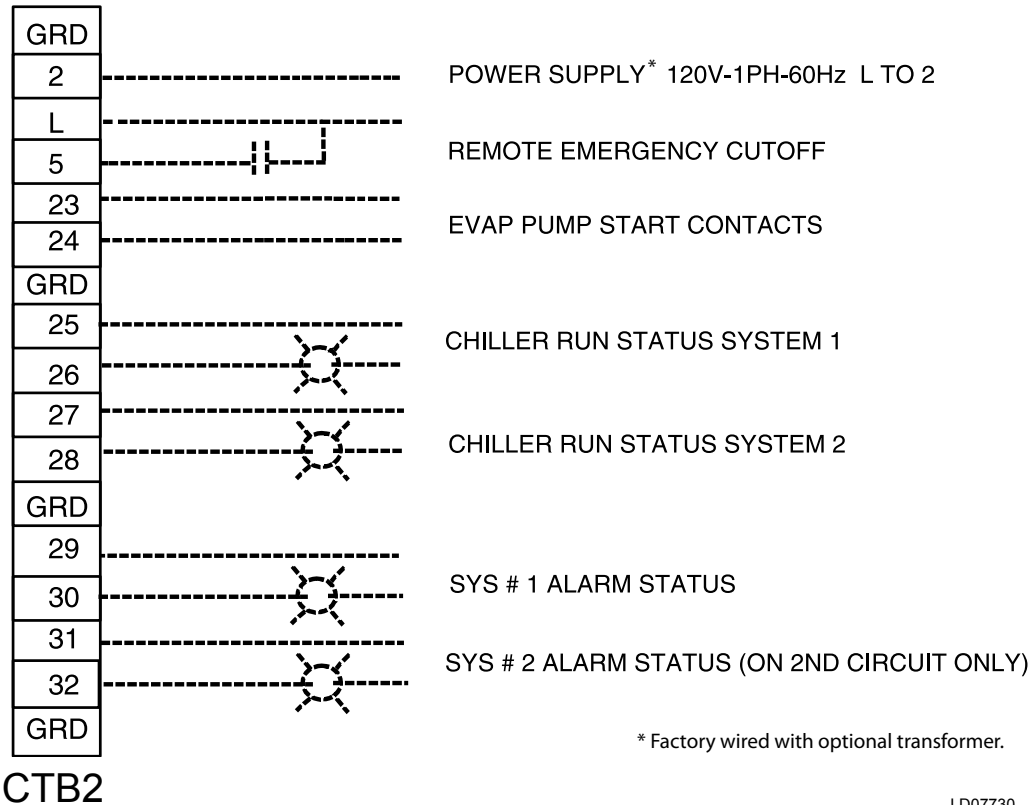 GRD
2
POWER SUPPLY* 120V-1PH-60Hz L TO 2
L
5
REMOTE EMERGENCY CUTOFF
23
24
EVAP PUMP START CONTACTS
GRD
25
26
CHILLER RUN STATUS SYSTEM 1
27
28
CHILLER RUN STATUS SYSTEM 2
GRD
29
30
SYS # 1 ALARM STATUS
31
32
SYS # 2 ALARM STATUS (ON 2ND CIRCUIT ONLY)
GRD
* Factory wired with optional transformer.
CTB2
LD07730